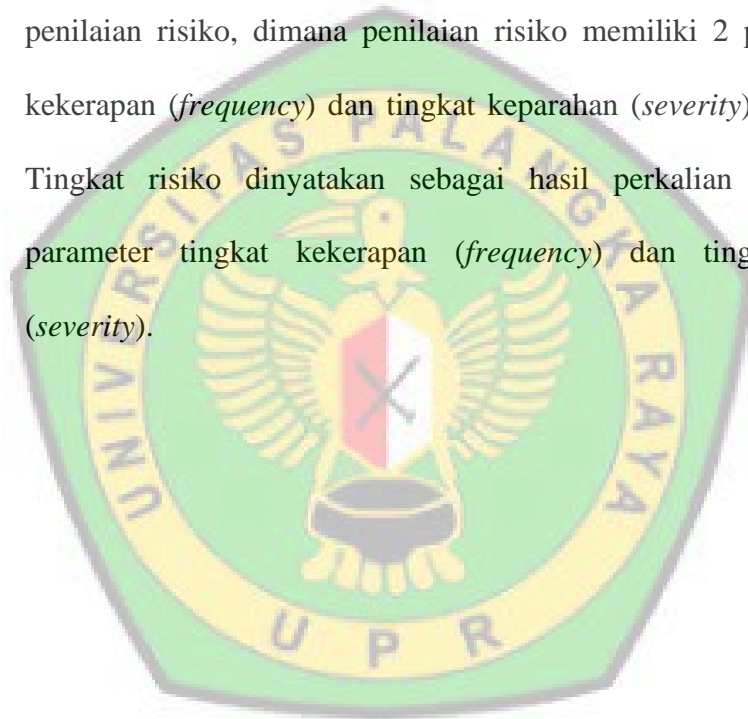 penilaian risiko, dimana penilaian risiko memiliki 2 p
kekerapan (frequency) dan tingkat keparahan (severity)
Tingkat risiko dinyatakan sebagai hasil perkalian
parameter tingkat kekerapan (frequency) dan ting
(severity).
UNIVERSITAS PALANGKA RAYA
UPR